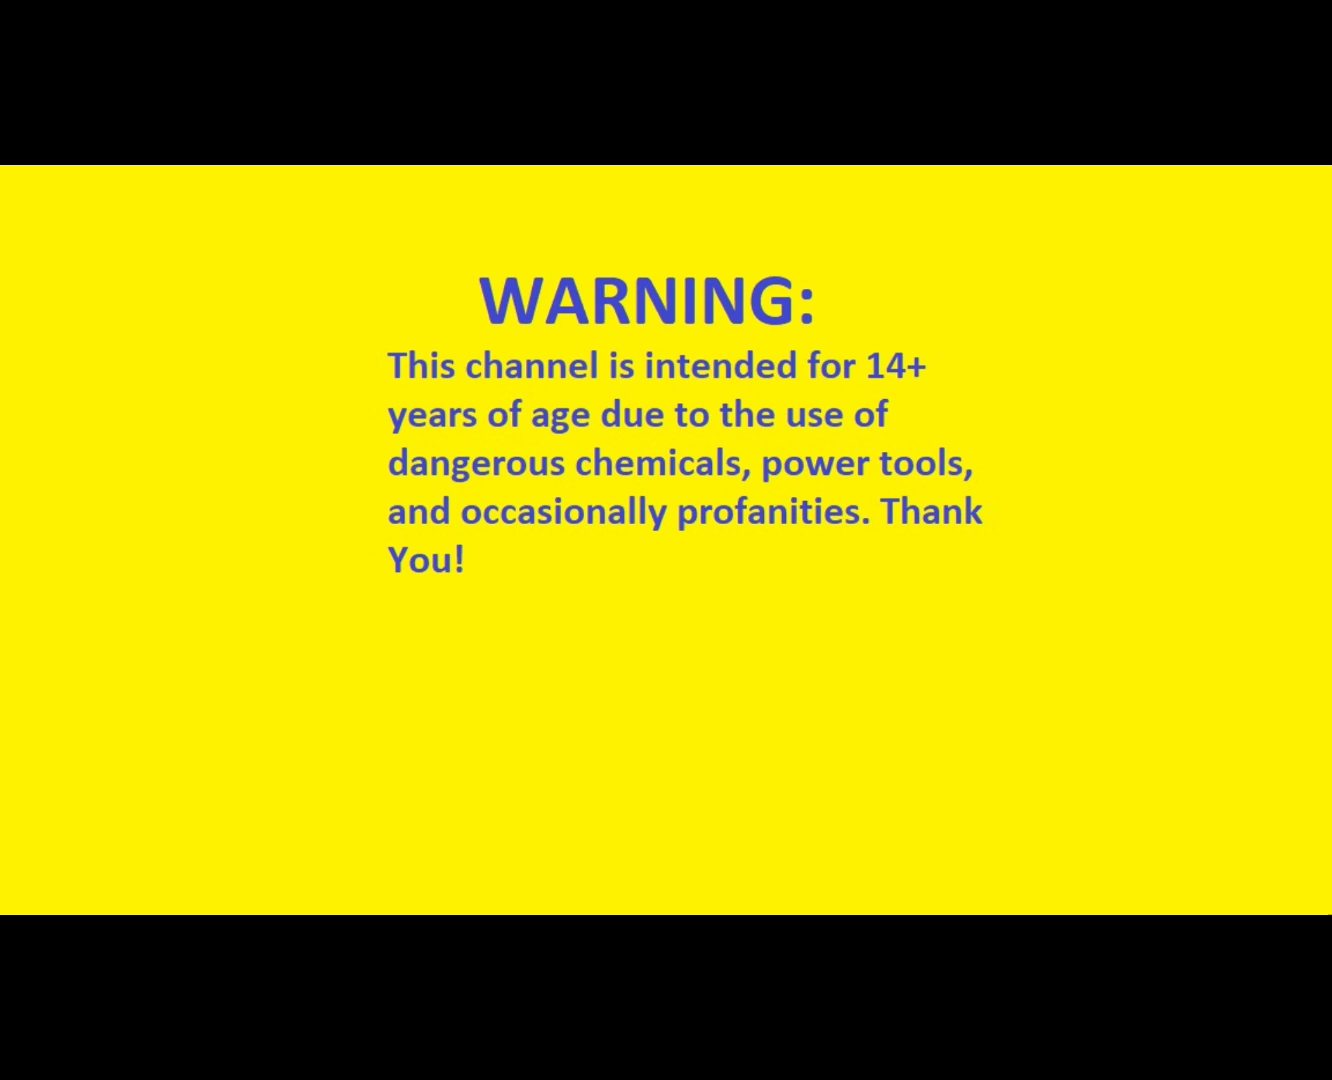 WARNING:
This channel is intended for 14+
years of age due to the use of
dangerous chemicals, power tools,
and occasionally profanities. Thank
You!